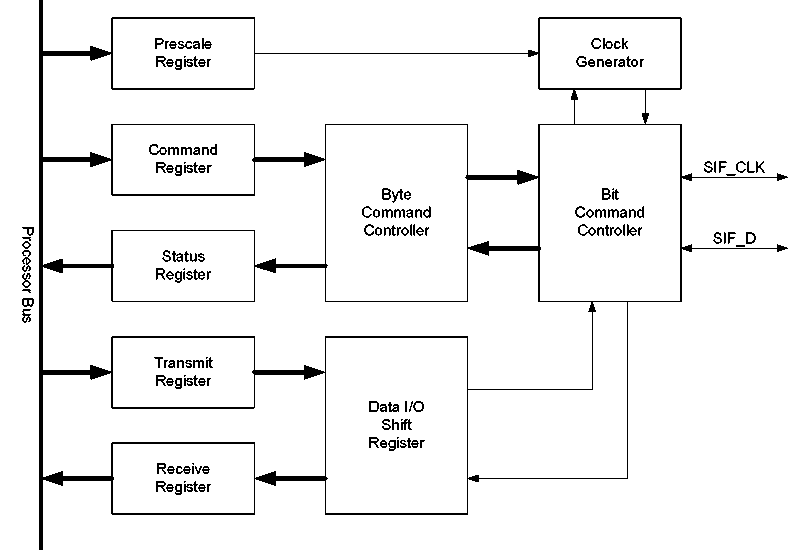 Prescale
Register
Clock
Generator
Command
Register
Byte
Command
Controller
Bit
Command
Controller
SIF_CLK
SIF_D
Status
Register
Processor Bus
Transmit
Register
Data I/O
Shift
Register
Receive
Register